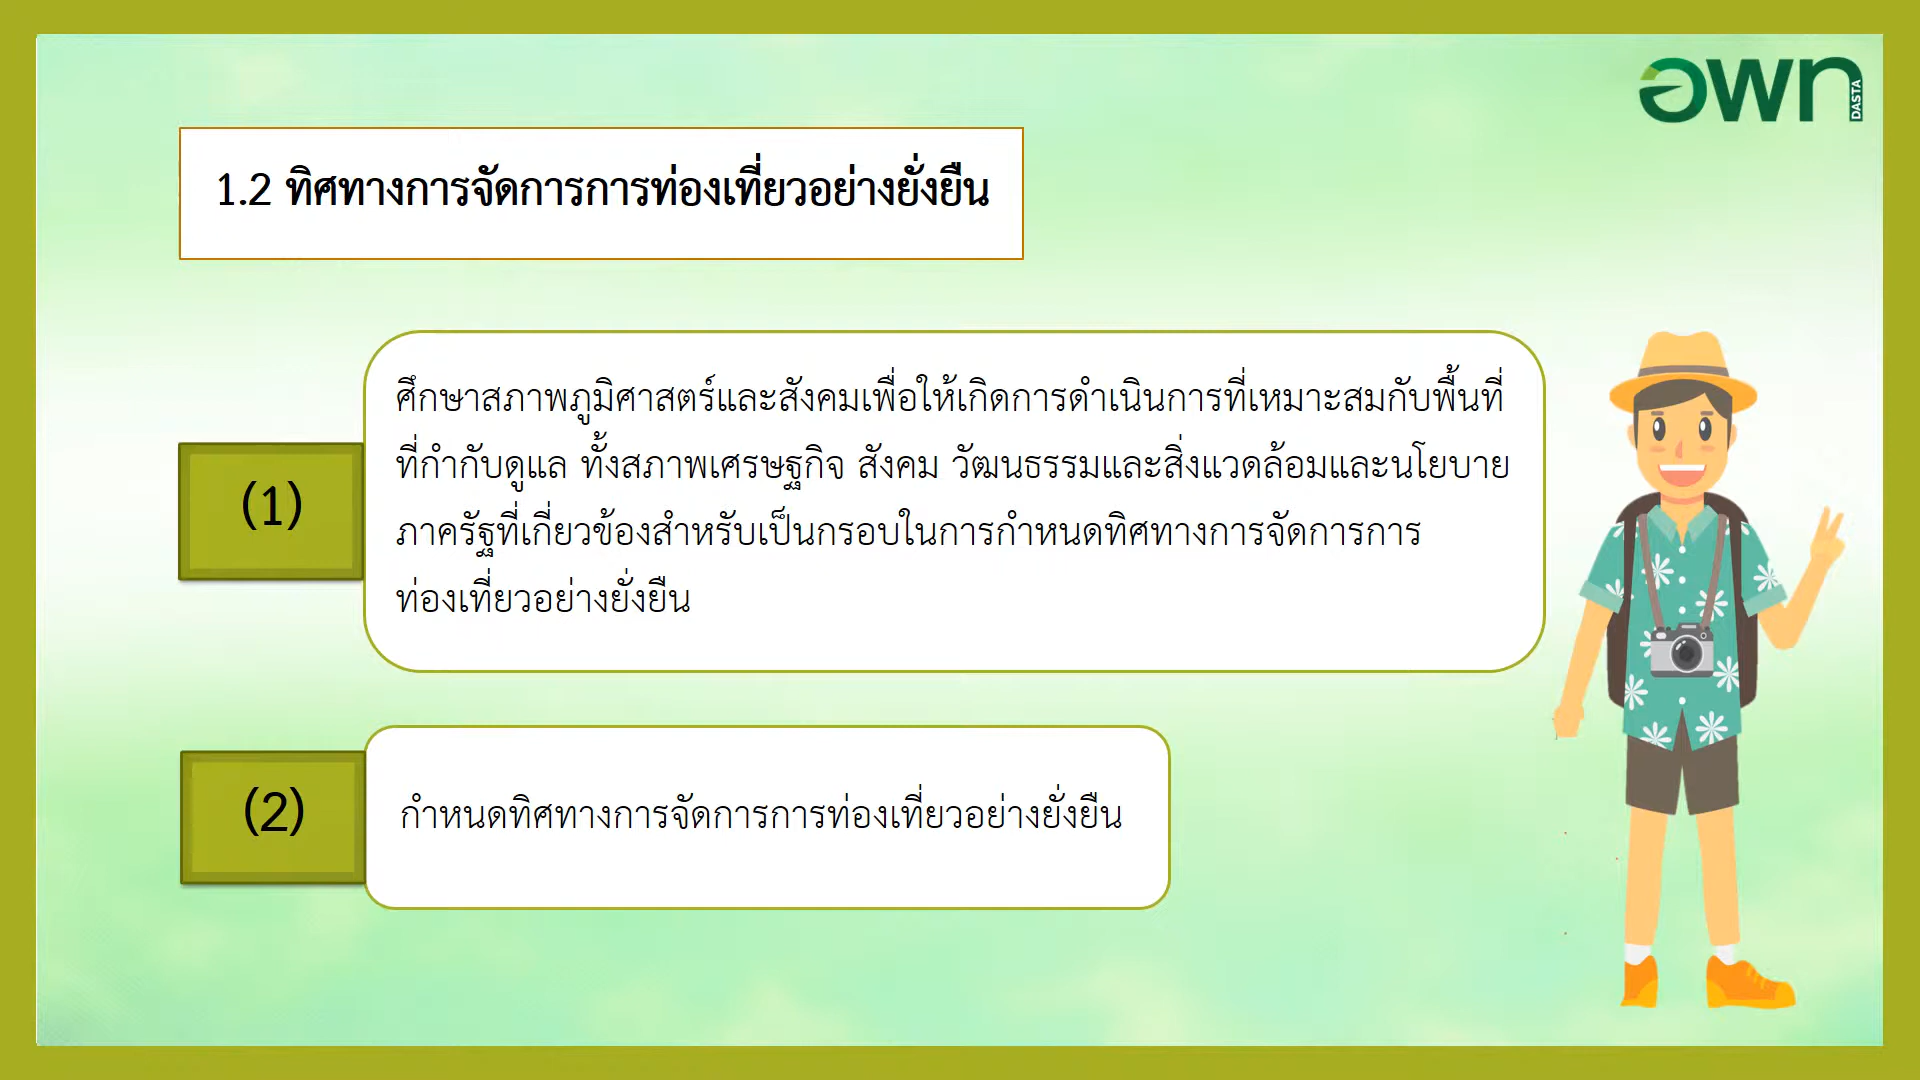 อพท
DASTA
1.2 ทิศทางการจัดการการท่องเที่ยวอย่างยั่งยืน
(1)
ศึกษาสภาพภูมิศาสตร์และสังคมเพื่อให้เกิดการดำเนินการที่เหมาะสมกับพื้นที่
ที่กำกับดูแล ทั้งสภาพเศรษฐกิจ สังคม วัฒนธรรมและสิ่งแวดล้อมและนโยบาย
ภาครัฐที่เกี่ยวข้องสำหรับเป็นกรอบในการกำหนดทิศทางการจัดการการ
ท่องเที่ยวอย่างยั่งยืน
(2)
กำหนดทิศทางการจัดการการท่องเที่ยวอย่างยั่งยืน